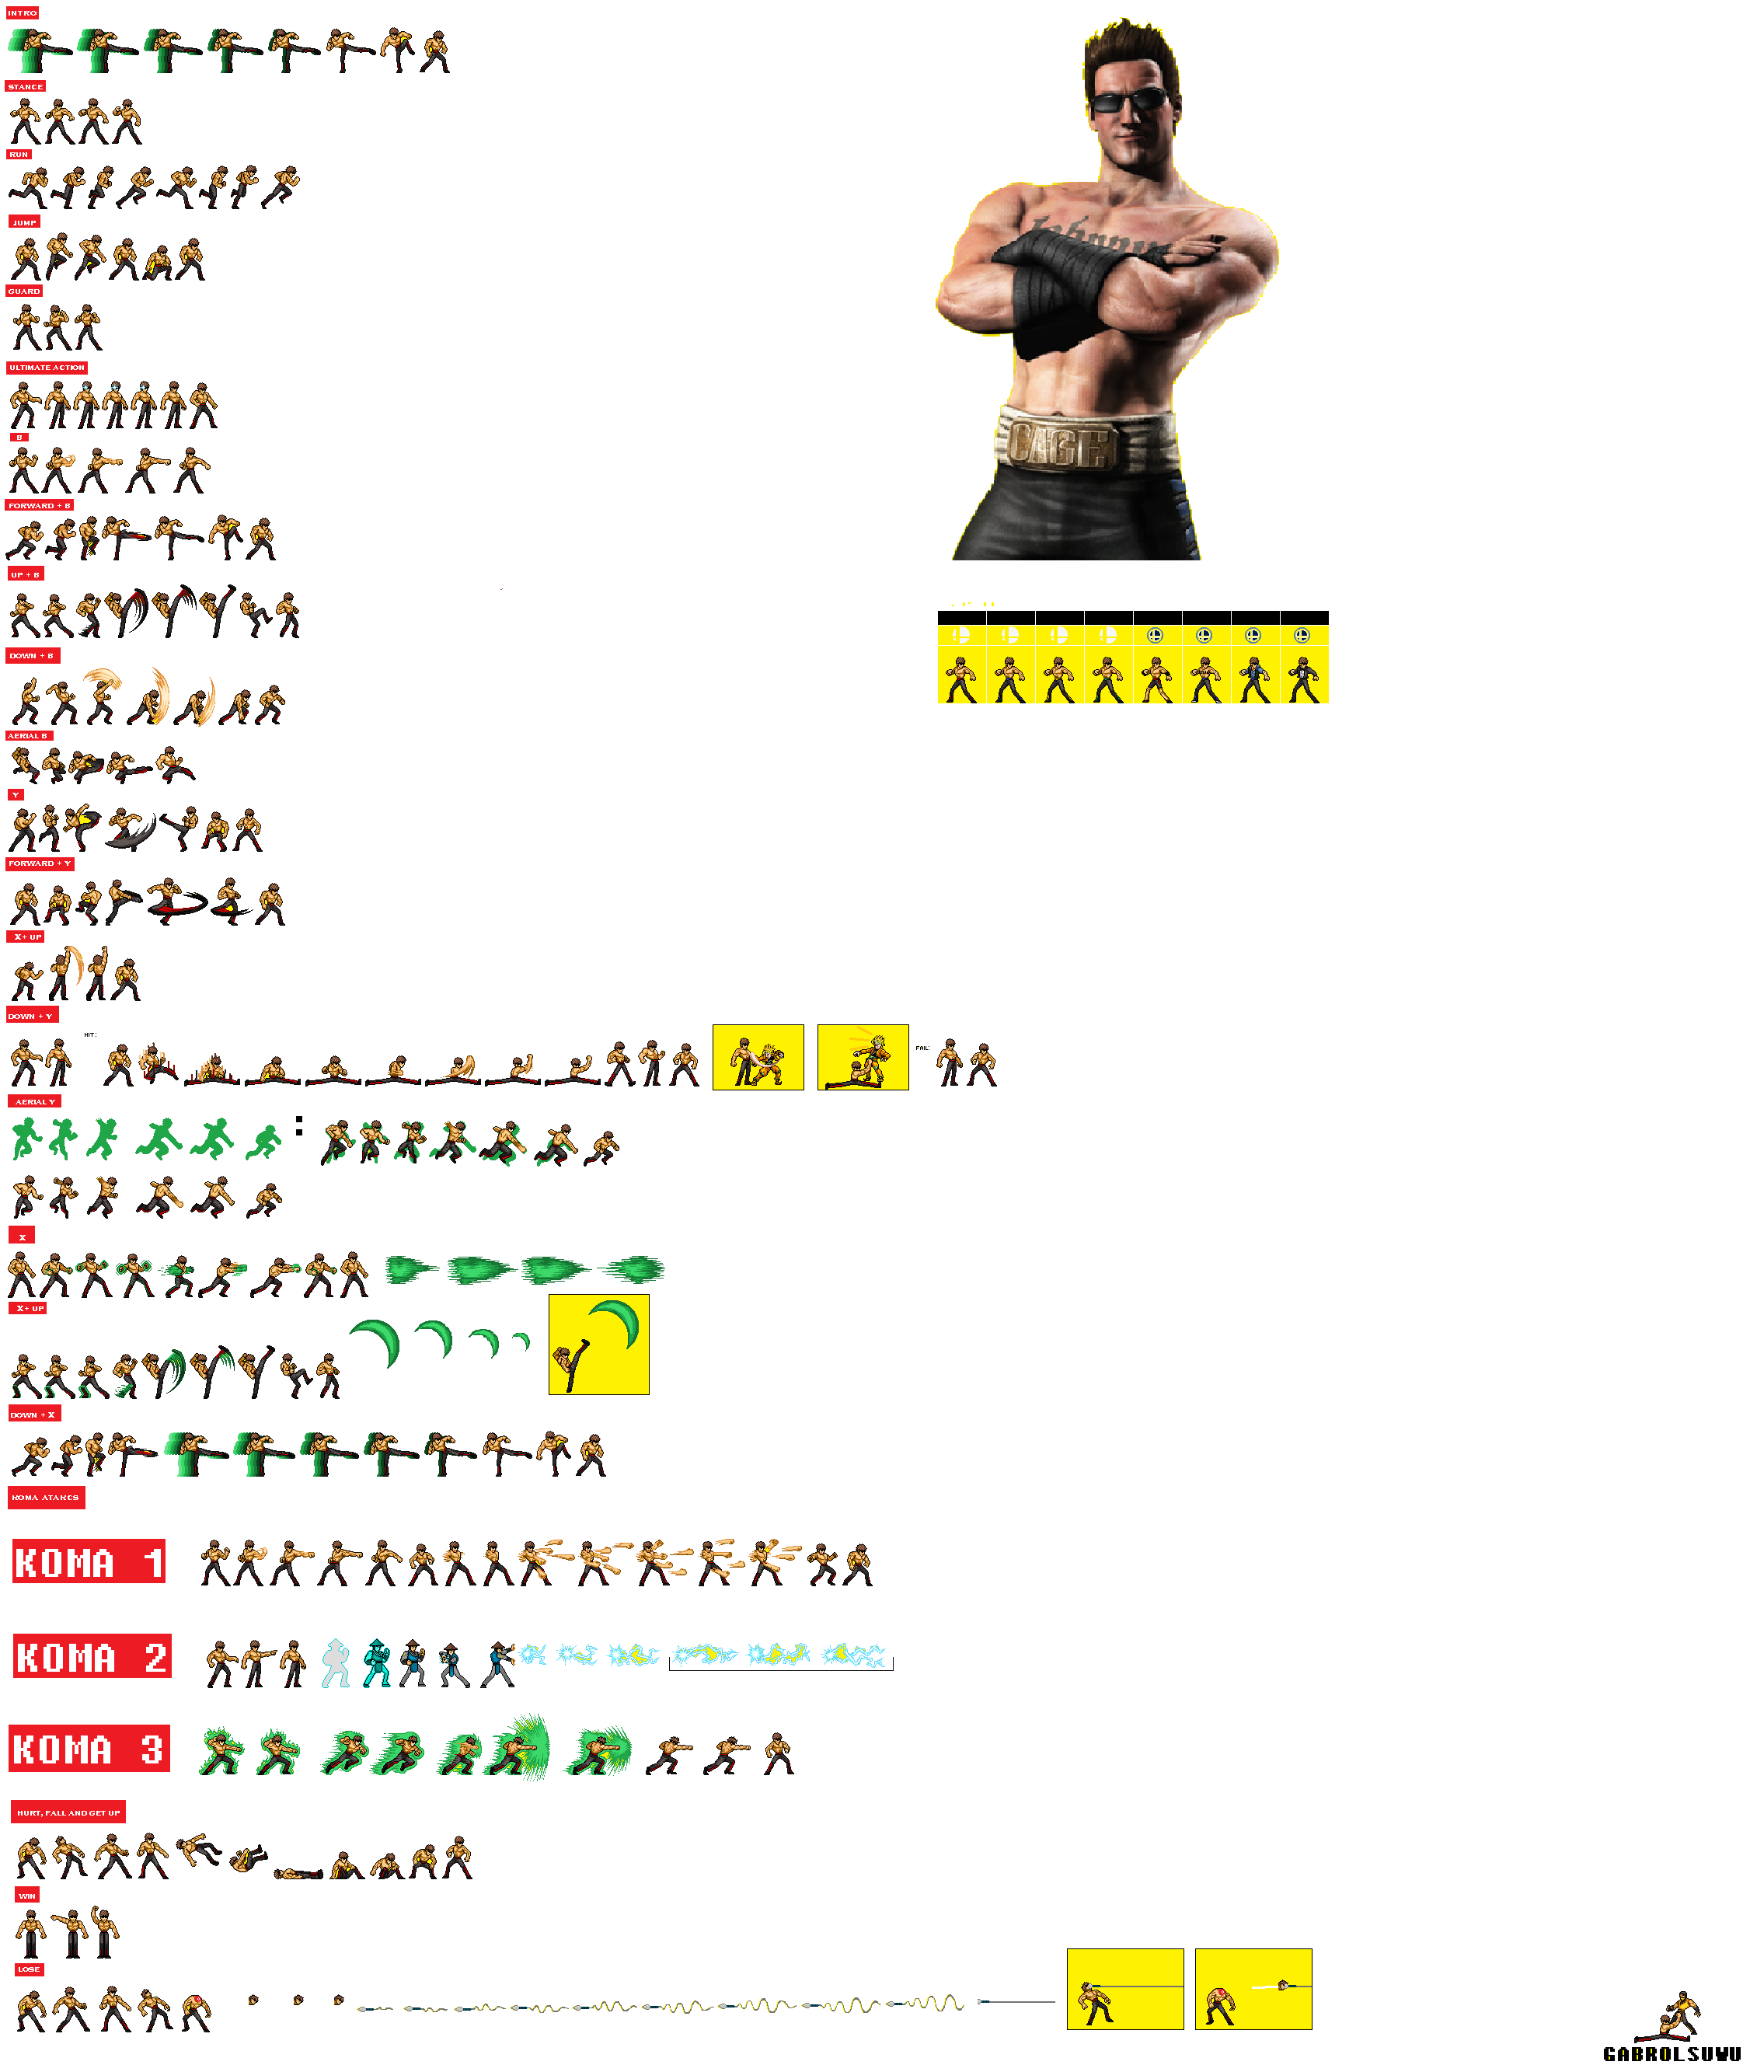 INTRO
STANCE
RUN
JUMP
GUARD
ULTIMATE ACTION
B
FORWARD + B
UP + B
DOWN + B
AERIAL B
Y
FORWARD + Y
X+ UP
DOWN + Y
HIT:
FAIL:
AERIAL Y
:
X
X+ UP
DOWN + X
KOMA ATAKCS
KOMA 1
KOMA 2
KOMA 3
HURT, FALL AND GET UP
WIN
LOSE
Johnny
CAGE
GABROLSUWU